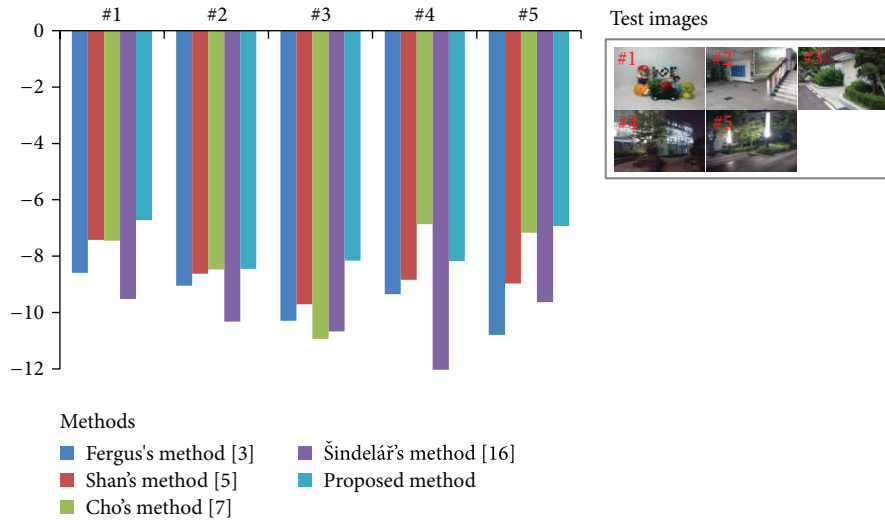 #1 #2 #3 #4 #5
0
−2
−4
−6
−8
−10
−12
Test images
#1 #2 #3
#4 #5
Methods
Fergus's method [3]
Shan's method [5]
Cho's method [7]
Šindelář's method [16]
Proposed method